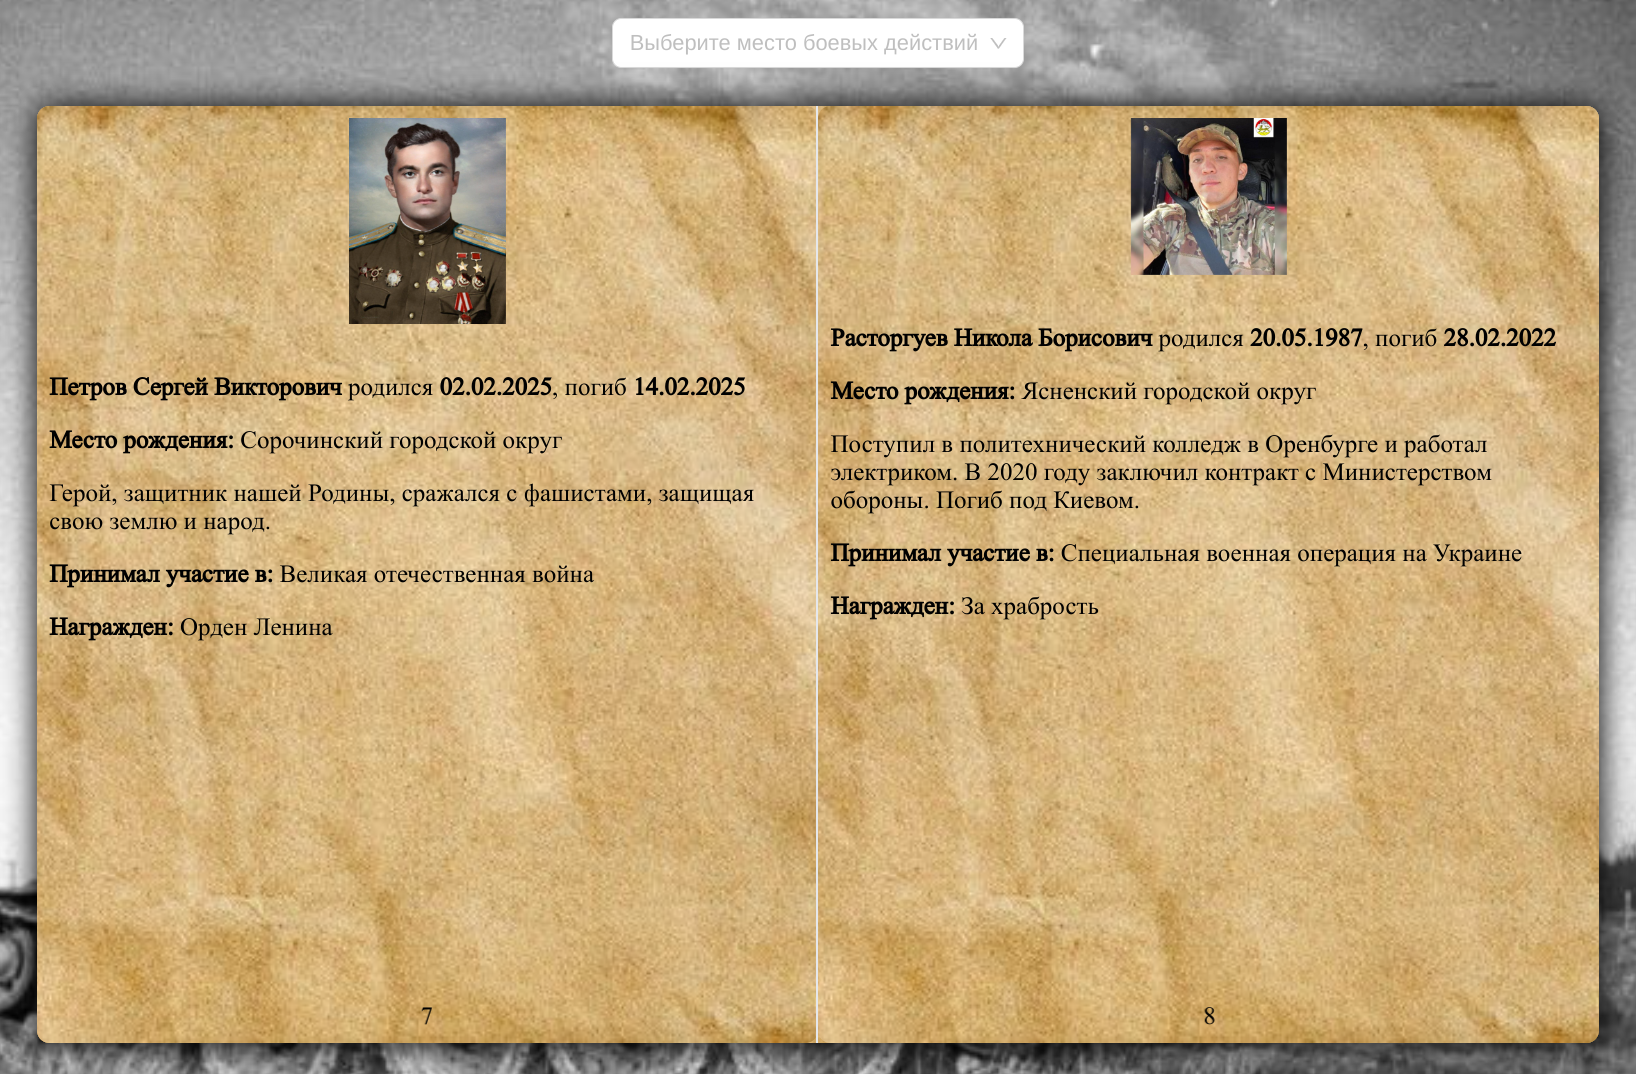 Выберите место боевых действий
Петров Сергей Викторович родился 02.02.2025, погиб 14.02.2025
Место рождения: Сорочинский городской округ
Герой, защитник нашей Родины, сражался с фашистами, защищая
свою землю и народ.
Принимал участие в: Великая отечественная война
Награжден: Орден Ленина
7
Расторгуев Никола Борисович родился 20.05.1987, погиб 28.02.2022
Место рождения: Ясненский городской округ
Поступил в политехнический колледж в Оренбурге и работал
электриком. В 2020 году заключил контракт с Министерством
обороны. Погиб под Киевом.
Принимал участие в: Специальная военная операция на Украине
Награжден: За храбрость
8